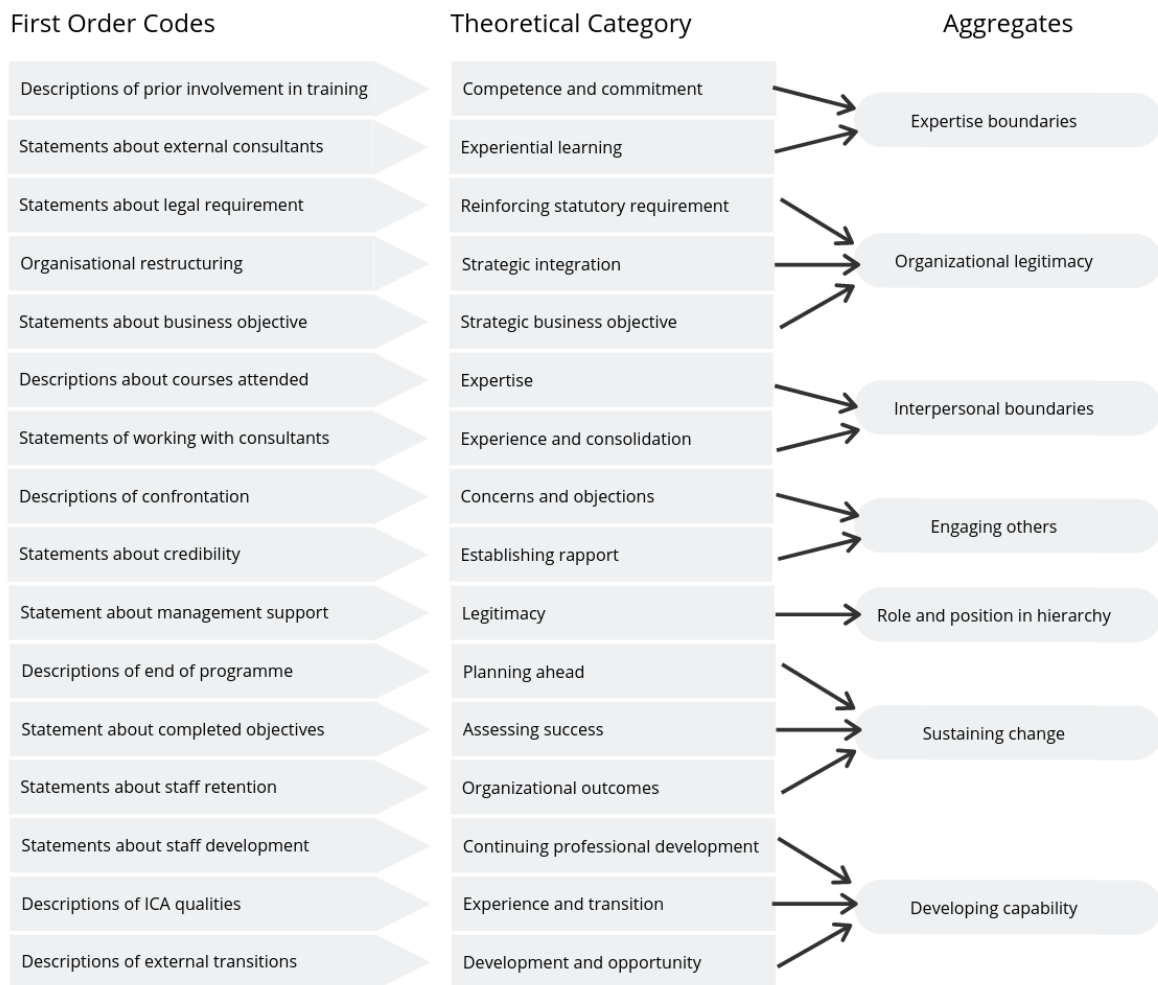 First Order Codes
Theoretical Category
Aggregates
Descriptions of prior involvement in training
Competence and commitment
Expertise boundaries
Statements about external consultants
Experiential learning
Statements about legal requirement
Reinforcing statutory requirement
Organisational restructuring
Strategic integration
Organizational legitimacy
Statements about business objective
Strategic business objective
Descriptions about courses attended
Expertise
Interpersonal boundaries
Statements of working with consultants
Experience and consolidation
Descriptions of confrontation
Concerns and objections
Engaging others
Statements about credibility
Establishing rapport
Statement about management support
Legitimacy
Role and position in hierarchy
Descriptions of end of programme
Planning ahead
Statement about completed objectives
Assessing success
Sustaining change
Statements about staff retention
Organizational outcomes
Statements about staff development
Continuing professional development
Descriptions of ICA qualities
Experience and transition
Developing capability
Descriptions of external transitions
Development and opportunity